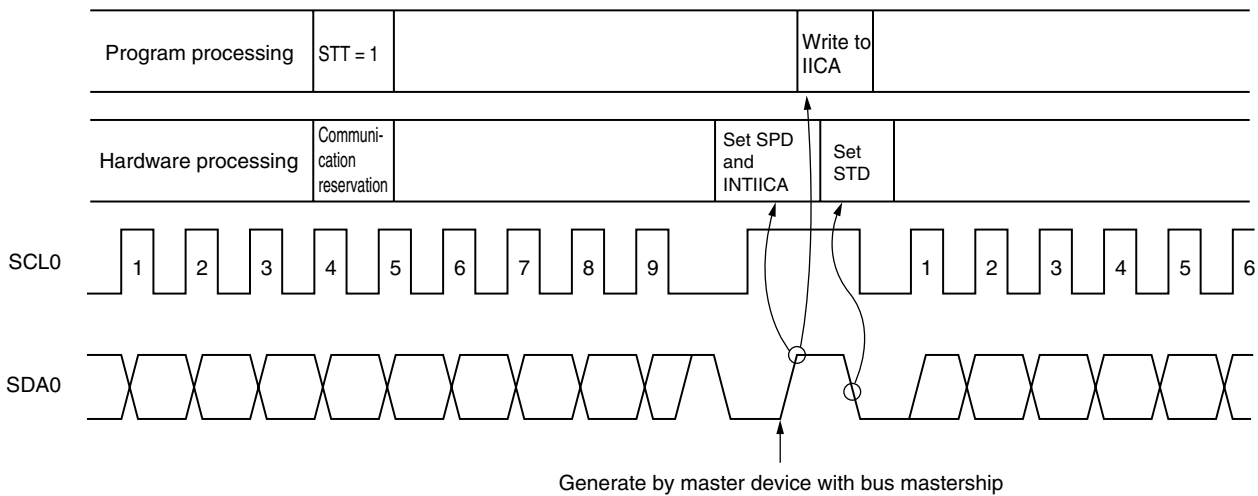 Program processing
STT = 1
Write to
IICA
Hardware processing
Communi-
cation
reservation
Set SPD
and
INTIICA
Set
STD
SCL0
1 2 3 4 5 6 7 8 9 1 2 3 4 5 6
SDA0
Generate by master device with bus mastership